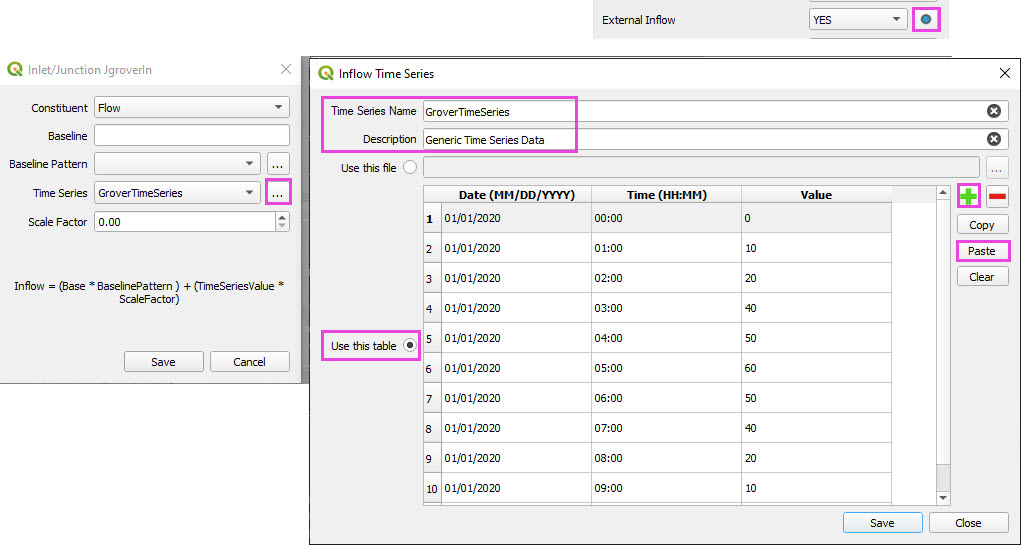 External Inflow YES
Inlet/Junction JgroverIn
Constituent Flow
Baseline
Baseline Pattern ...
Time Series GroverTimeSeries ...
Scale Factor 0.00
Inflow = (Base * BaselinePattern ) + (TimeSeriesValue *
ScaleFactor)
Save Cancel
Inflow Time Series
Time Series Name GroverTimeSeries
Description Generic Time Series Data
Use this file ...
Date (MM/DD/YYYY) Time (HH:MM) Value
1 01/01/2020 00:00 0
2 01/01/2020 01:00 10
3 01/01/2020 02:00 20
4 01/01/2020 03:00 40
5 01/01/2020 04:00 50
6 01/01/2020 05:00 60
7 01/01/2020 06:00 50
8 01/01/2020 07:00 40
9 01/01/2020 08:00 20
10 01/01/2020 09:00 10
Use this table
Copy
Paste
Clear
Save Close